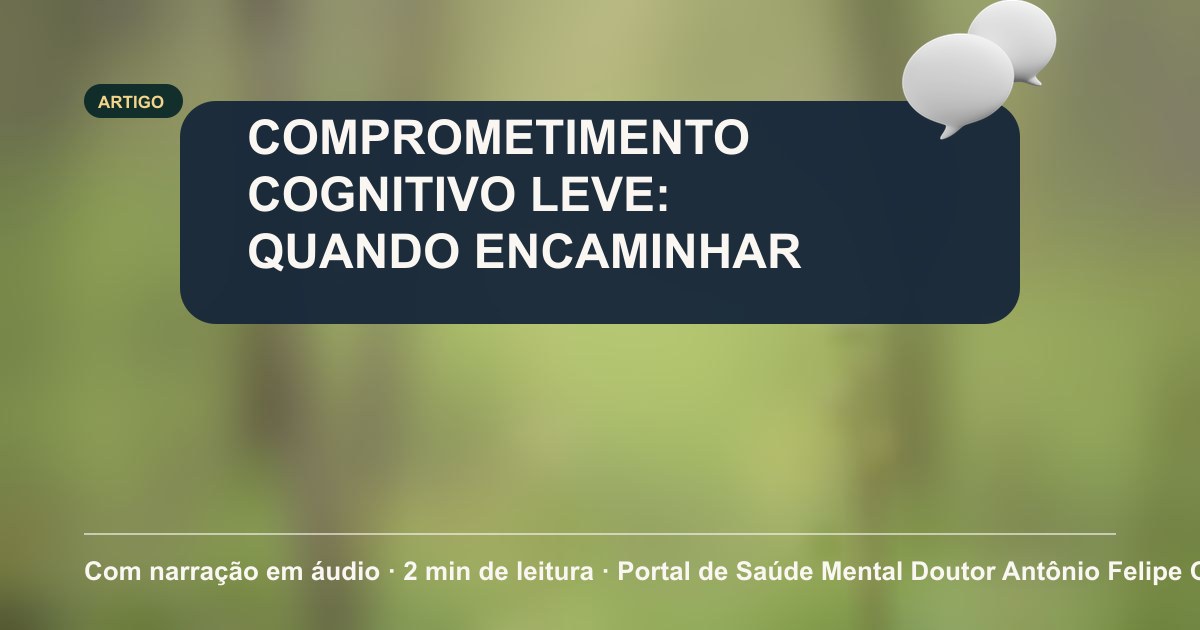 ARTIGO
COMPROMETIMENTO
COGNITIVO LEVE:
QUANDO ENCAMINHAR
Com narração em áudio · 2 min de leitura · Portal de Saúde Mental Doutor Antônio Felipe